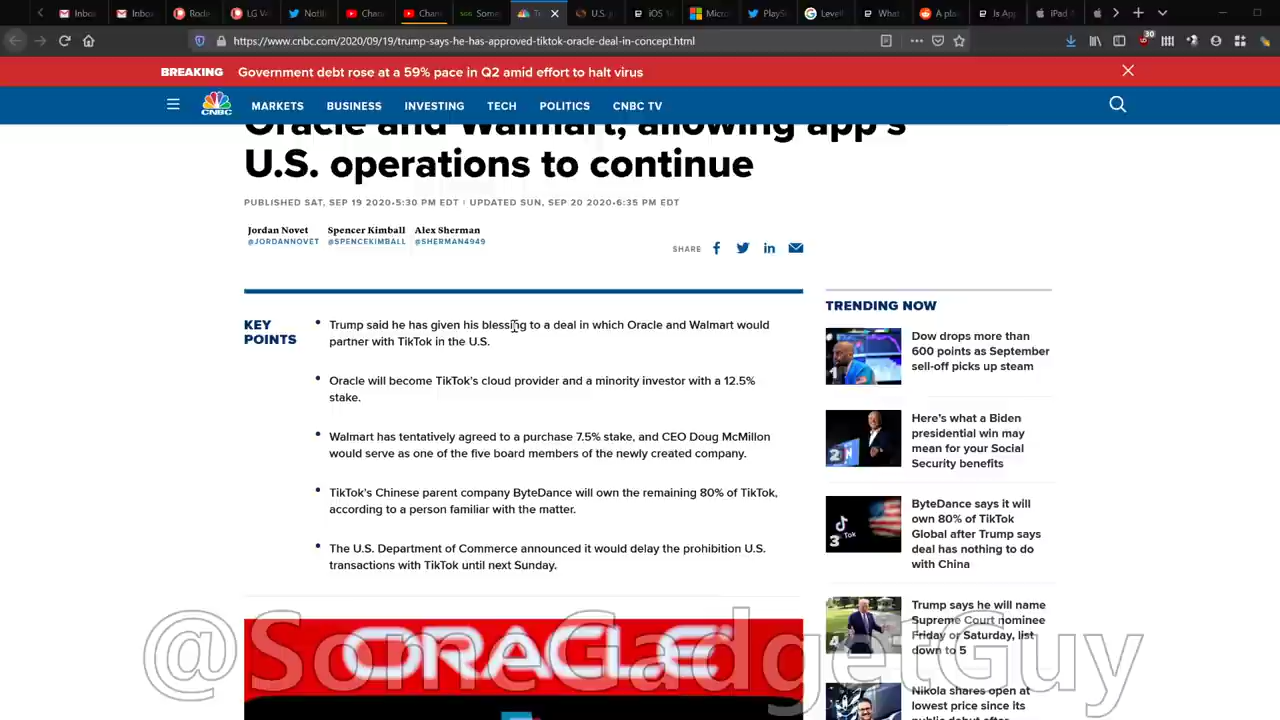 Inbox
Inbox
Rode
LG V
Notifi
Chan
Chan
Some
T
U.S. ju
iOS 1
Micro
PlayS
Level
What
A pla
Js App
iPad A
https://www.cnbc.com/2020/09/19/trump-says-he-has-approved-tiktok-oracle-deal-in-concept.html
30
BREAKING Government debt rose at a 59% pace in Q2 amid effort to halt virus
CNBC
MARKETS BUSINESS INVESTING TECH POLITICS CNBC TV
Oracle and Walmart, allowing app's
U.S. operations to continue
PUBLISHED SAT, SEP 19 2020•5:30 PM EDT | UPDATED SUN, SEP 20 2020•6:35 PM EDT
Jordan Novet
@JORDANNOVET
Spencer Kimball
@SPENCEKIMBALL
Alex Sherman
@SHERMAN4949
SHARE
KEY
POINTS
Trump said he has given his blessing to a deal in which Oracle and Walmart would
partner with TikTok in the U.S.
Oracle will become TikTok's cloud provider and a minority investor with a 12.5%
stake.
Walmart has tentatively agreed to a purchase 7.5% stake, and CEO Doug McMillon
would serve as one of the five board members of the newly created company.
TikTok's Chinese parent company ByteDance will own the remaining 80% of TikTok,
according to a person familiar with the matter.
The U.S. Department of Commerce announced it would delay the prohibition U.S.
transactions with TikTok until next Sunday.
ORACLE
TRENDING NOW
Dow drops more than
600 points as September
sell-off picks up steam
2
Here's what a Biden
presidential win may
mean for your Social
Security benefits
3
Tok
ByteDance says it will
own 80% of TikTok
Global after Trump says
deal has nothing to do
with China
4
Trump says he will name
Supreme Court nominee
Friday or Saturday, list
down to 5
Nikola shares open at
lowest price since its
public debut after
@SomeGadgetGuy